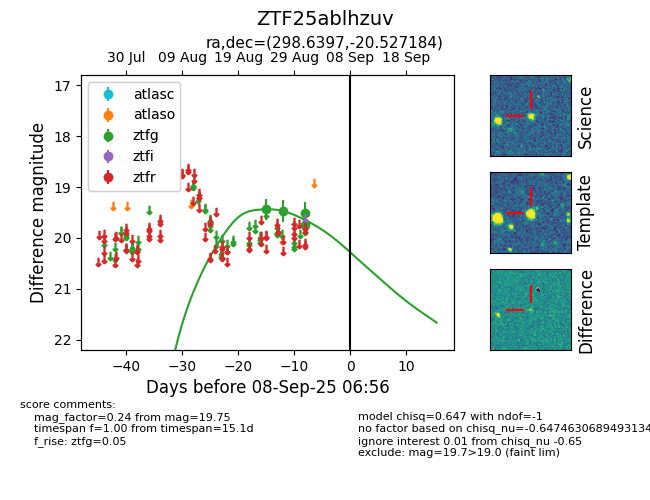 ZTF25ablhzuv
ra,dec=(298.6397,-20.527184)
30 Jul 09 Aug 19 Aug 29 Aug 08 Sep 18 Sep
17
18
19
20
21
22
Difference magnitude
atlasc
atlaso
ztfg
ztfi
ztfr
−40 −30 −20 −10 0 10
Days before 08-Sep-25 06:56
Science
Template
Difference
score comments:
mag_factor=0.24 from mag=19.75
timespan f=1.00 from timespan=15.1d
f_rise: ztfg=0.05
model chisq=0.647 with ndof=-1
no factor based on chisq_nu=-0.6474630689493134
ignore interest 0.01 from chisq_nu -0.65
exclude: mag=19.7>19.0 (faint lim)